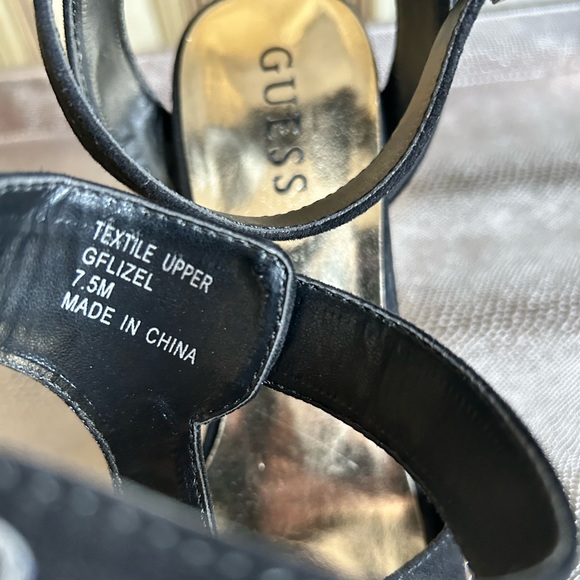 GUESS
TEXTILE UPPER
GFLIZEL
7.5M
MADE IN CHINA